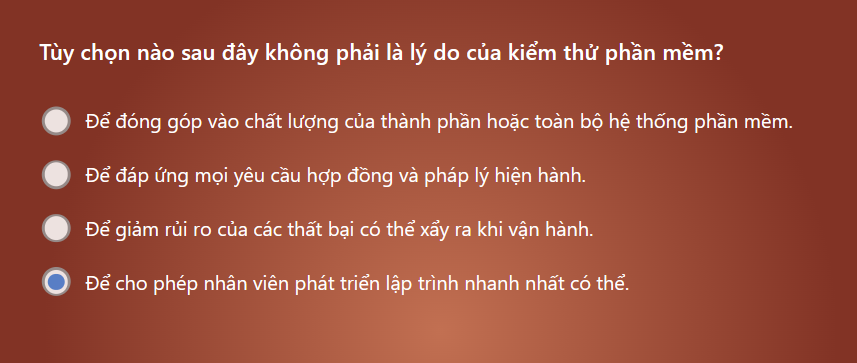 Tùy chọn nào sau đây không phải là lý do của kiểm thử phần mềm?
Để đóng góp vào chất lượng của thành phần hoặc toàn bộ hệ thống phần mềm.
Để đáp ứng mọi yêu cầu hợp đồng và pháp lý hiện hành.
Để giảm rủi ro của các thất bại có thể xẩy ra khi vận hành.
Để cho phép nhân viên phát triển lập trình nhanh nhất có thể.